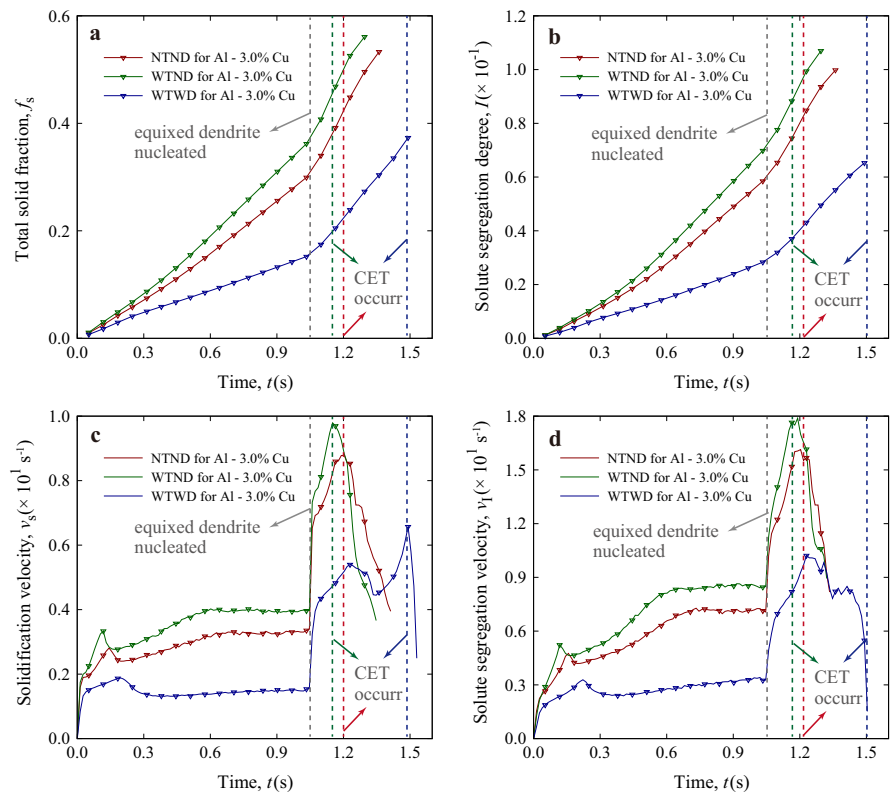 a
NTND for Al - 3.0% Cu
WTND for Al - 3.0% Cu
WTWD for Al - 3.0% Cu
equixed dendrite
nucleated
CET
occurr
Total solid fraction, fs
0.6
0.4
0.2
0.0
0.0 0.3 0.6 0.9 1.2 1.5
Time, t(s)
b
NTND for Al - 3.0% Cu
WTND for Al - 3.0% Cu
WTWD for Al - 3.0% Cu
equixed dendrite
nucleated
CET
occurr
Solute segregation degree, I(× 10⁻¹)
1.2
1.0
0.8
0.6
0.4
0.2
0.0
0.0 0.3 0.6 0.9 1.2 1.5
Time, t(s)
c
NTND for Al - 3.0% Cu
WTND for Al - 3.0% Cu
WTWD for Al - 3.0% Cu
equixed dendrite
nucleated
CET
occurr
Solidification velocity, vs(× 10¹ s⁻¹)
1.0
0.8
0.6
0.4
0.2
0.0
0.0 0.3 0.6 0.9 1.2 1.5
Time, t(s)
d
NTND for Al - 3.0% Cu
WTND for Al - 3.0% Cu
WTWD for Al - 3.0% Cu
equixed dendrite
nucleated
CET
occurr
Solute segregation velocity, vI(× 10¹ s⁻¹)
1.8
1.5
1.2
0.9
0.6
0.3
0.0
0.0 0.3 0.6 0.9 1.2 1.5
Time, t(s)